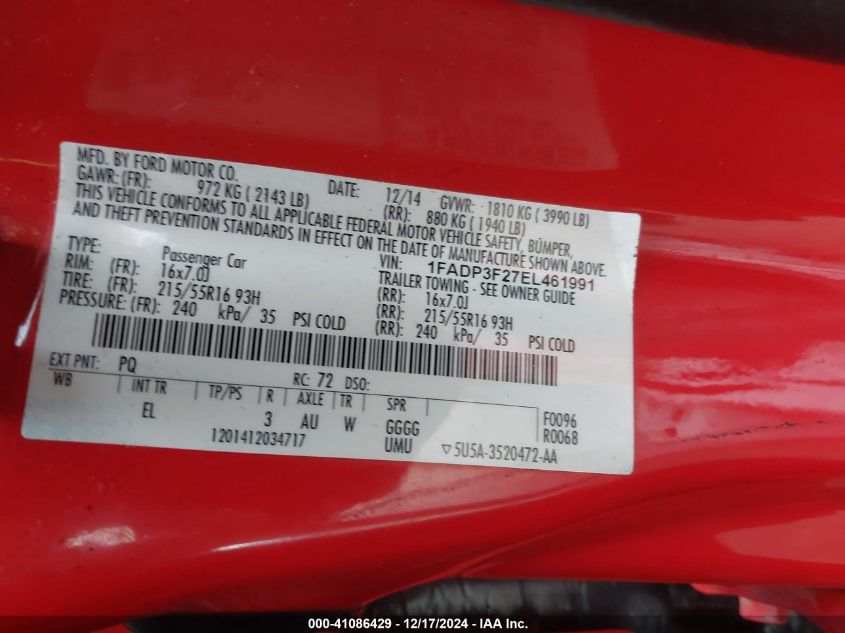 MFD. BY FORD MOTOR CO. DATE: 12/14 GVWR: 1810 KG ( 3990 LB)
GAWR: (FR): 972 KG ( 2143 LB) (RR): 880 KG ( 1940 LB)
THIS VEHICLE CONFORMS TO ALL APPLICABLE FEDERAL MOTOR VEHICLE SAFETY, BUMPER,
AND THEFT PREVENTION STANDARDS IN EFFECT ON THE DATE OF MANUFACTURE SHOWN ABOVE.
VIN: 1FADP3F27EL461991
TYPE: Passenger Car TRAILER TOWING - SEE OWNER GUIDE
RIM: (FR): 16x7.0J (RR): 16x7.0J
TIRE: (FR): 215/55R16 93H (RR): 215/55R16 93H
PRESSURE: (FR): 240 kPa/ 35 PSI COLD (RR): 240 kPa/ 35 PSI COLD
EXT PNT: PQ RC: 72 DSO:
WB INT TR TP/PS R AXLE TR SPR
EL 3 AU W GGGG F0096
1201412034717 UMU R0068
▽5U5A-3520472-AA
000-41086429 - 12/17/2024 - IAA Inc.